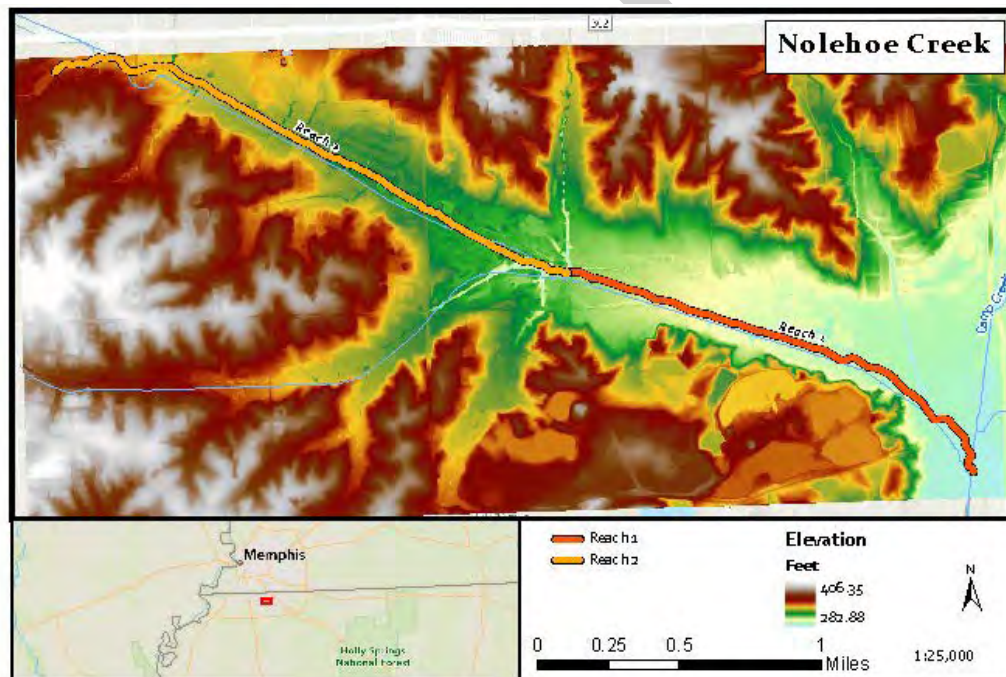 302
Nolehoe Creek
Reach 2
Reach 1
Camp Creek
Memphis
Holly Springs
National Forest
Reach 1
Reach 2
Elevation
Feet
406.35
282.88
N
0 0.25 0.5 1
Miles
1:25,000